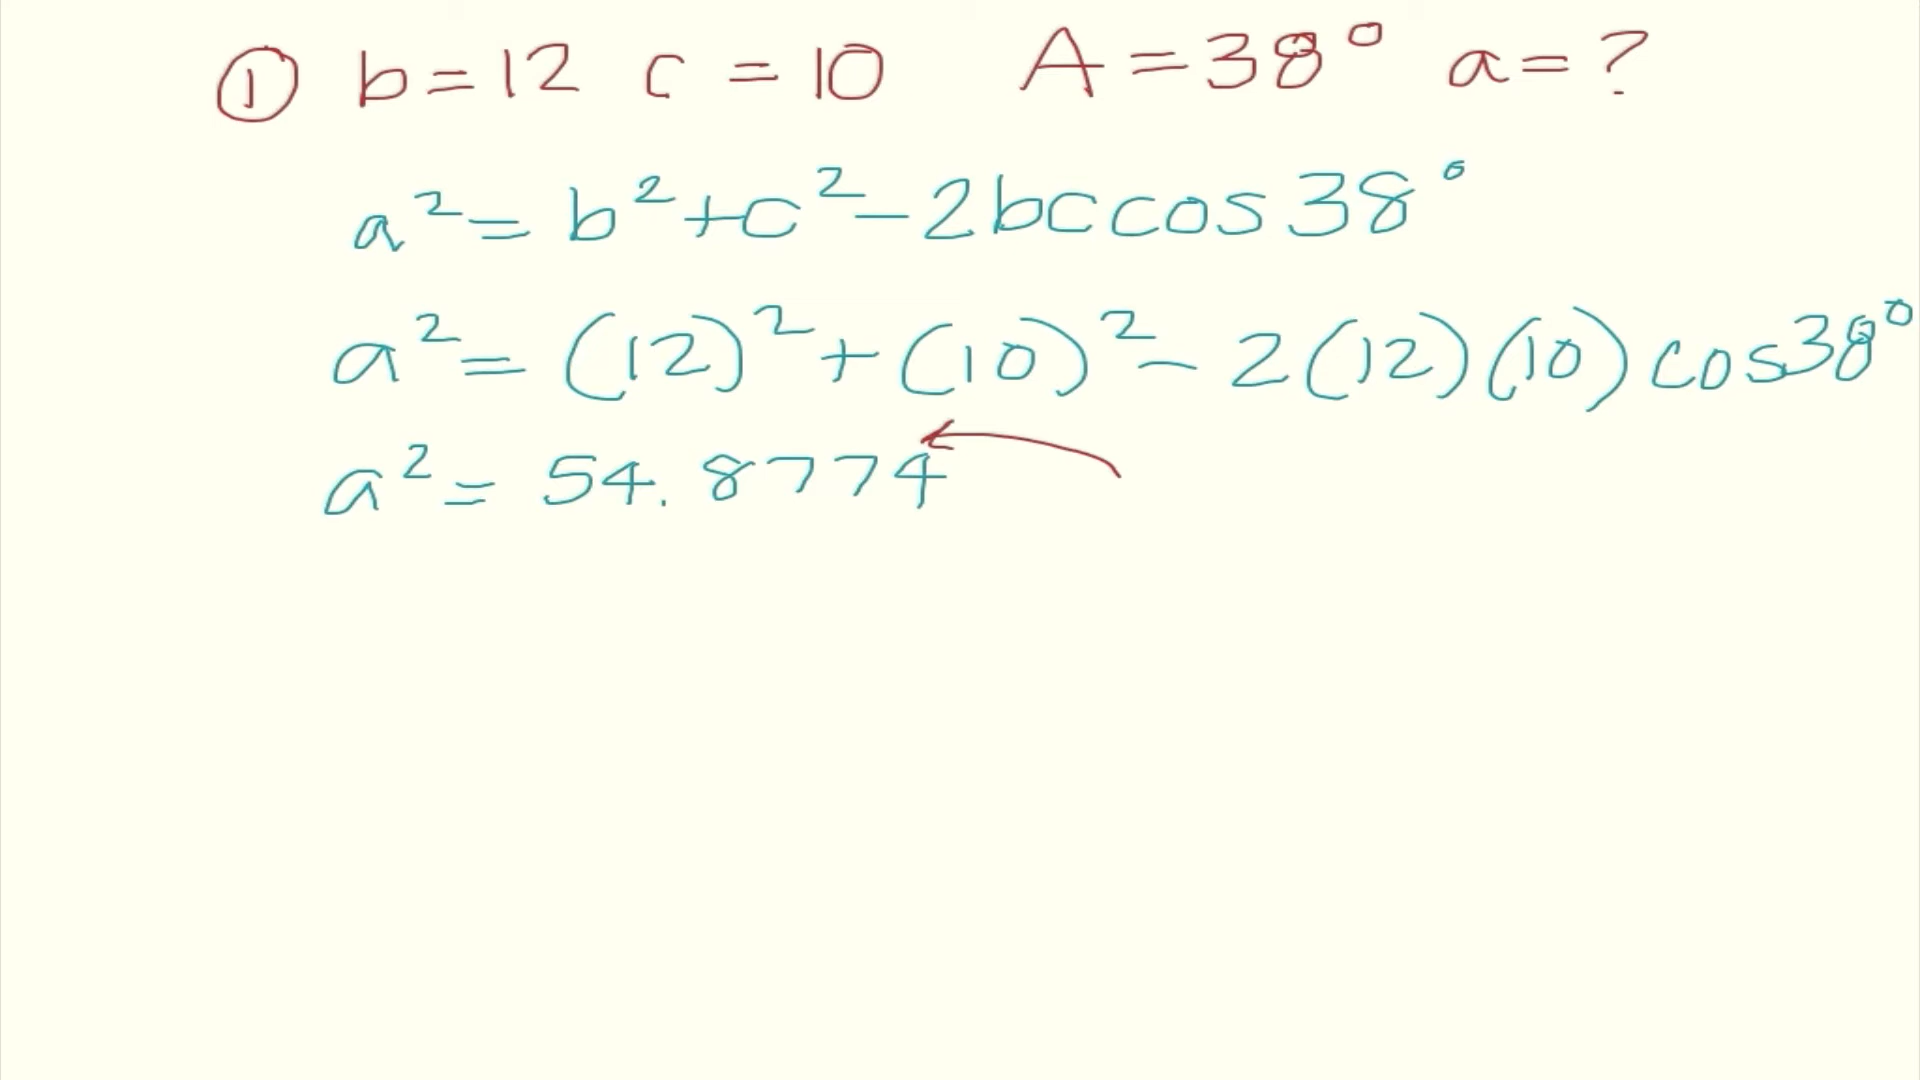 ① b = 12 c = 10 A = 38° a = ?
a² = b² + c² - 2bc cos 38°
a² = (12)² + (10)² - 2(12)(10) cos 38°
a² = 54.8774